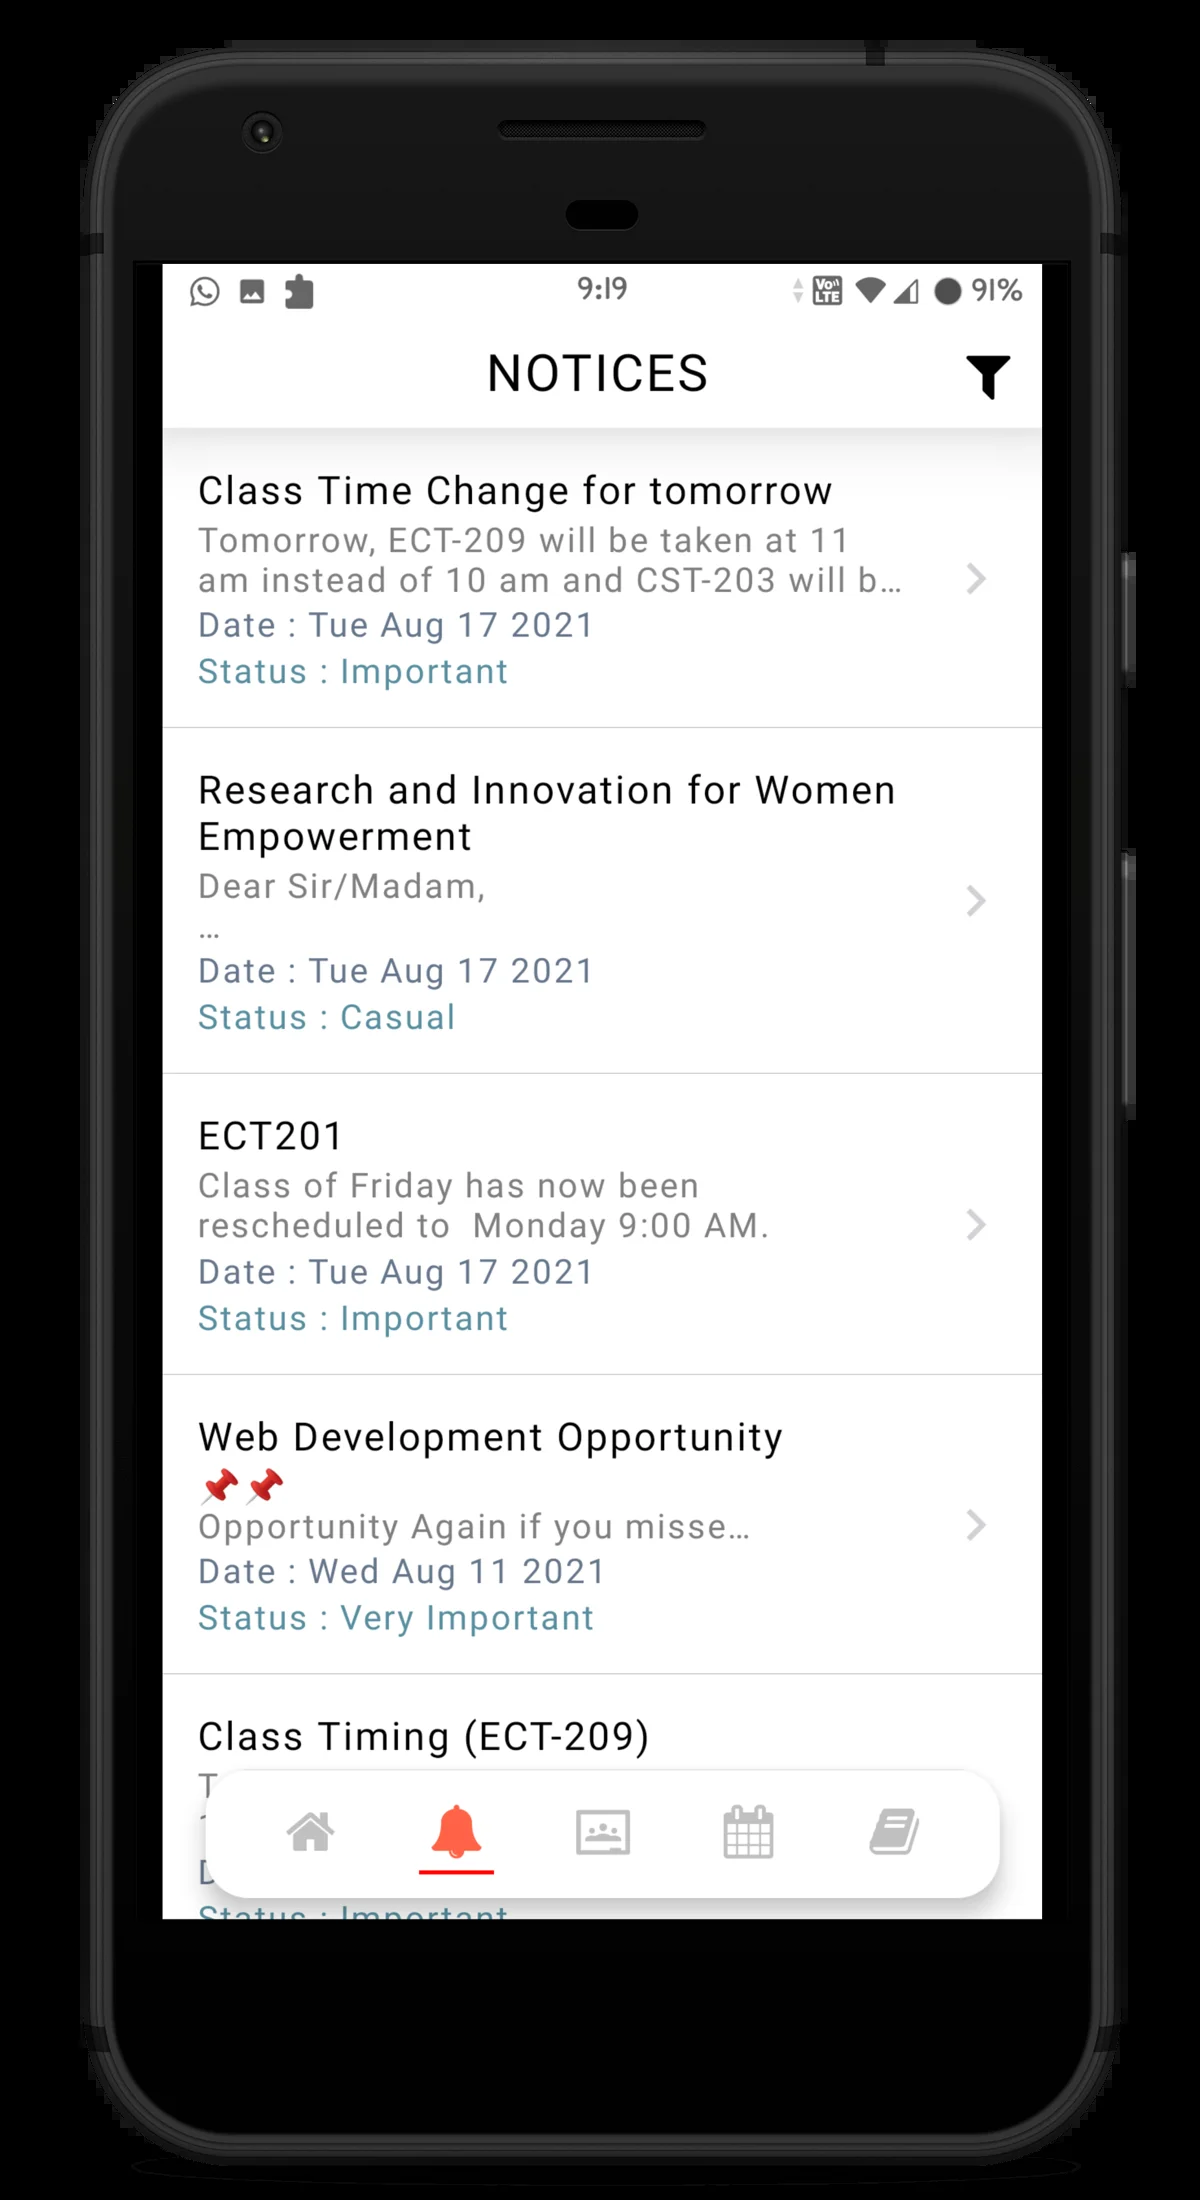 9:19
Vo LTE
91%
NOTICES
Class Time Change for tomorrow
Tomorrow, ECT-209 will be taken at 11
am instead of 10 am and CST-203 will b…
Date : Tue Aug 17 2021
Status : Important
Research and Innovation for Women
Empowerment
Dear Sir/Madam,
…
Date : Tue Aug 17 2021
Status : Casual
ECT201
Class of Friday has now been
rescheduled to  Monday 9:00 AM.
Date : Tue Aug 17 2021
Status : Important
Web Development Opportunity
📌📌
Opportunity Again if you misse…
Date : Wed Aug 11 2021
Status : Very Important
Class Timing (ECT-209)
Status : Important